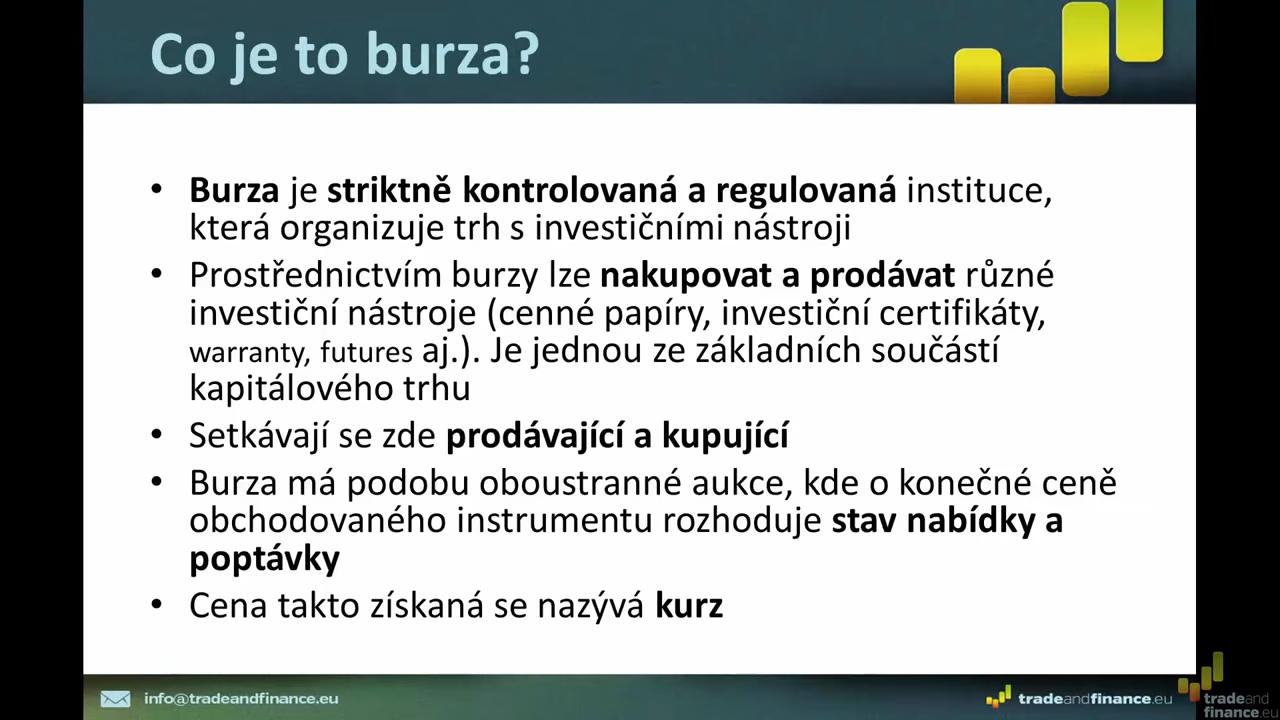 Co je to burza?
• Burza je striktně kontrolovaná a regulovaná instituce,
která organizuje trh s investičními nástroji
• Prostřednictvím burzy lze nakupovat a prodávat různé
investiční nástroje (cenné papíry, investiční certifikáty,
warranty, futures aj.). Je jednou ze základních součástí
kapitálového trhu
• Setkávají se zde prodávající a kupující
• Burza má podobu oboustranné aukce, kde o konečné ceně
obchodovaného instrumentu rozhoduje stav nabídky a
poptávky
• Cena takto získaná se nazývá kurz
info@tradeandfinance.eu
tradeandfinance.eu
tradeand
finance.eu